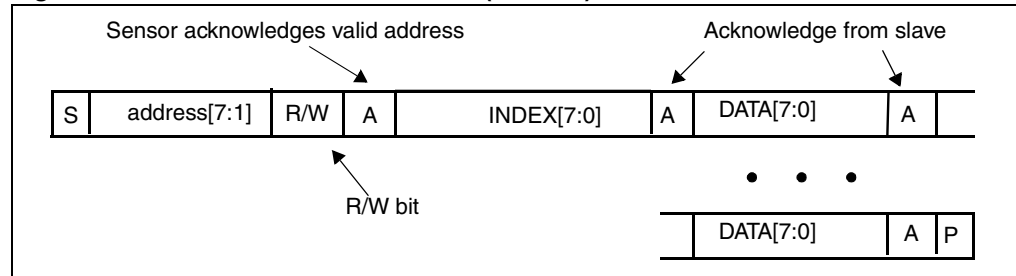 Sensor acknowledges valid address Acknowledge from slave
S address[7:1] R/W A INDEX[7:0] A DATA[7:0] A
R/W bit
DATA[7:0] A P